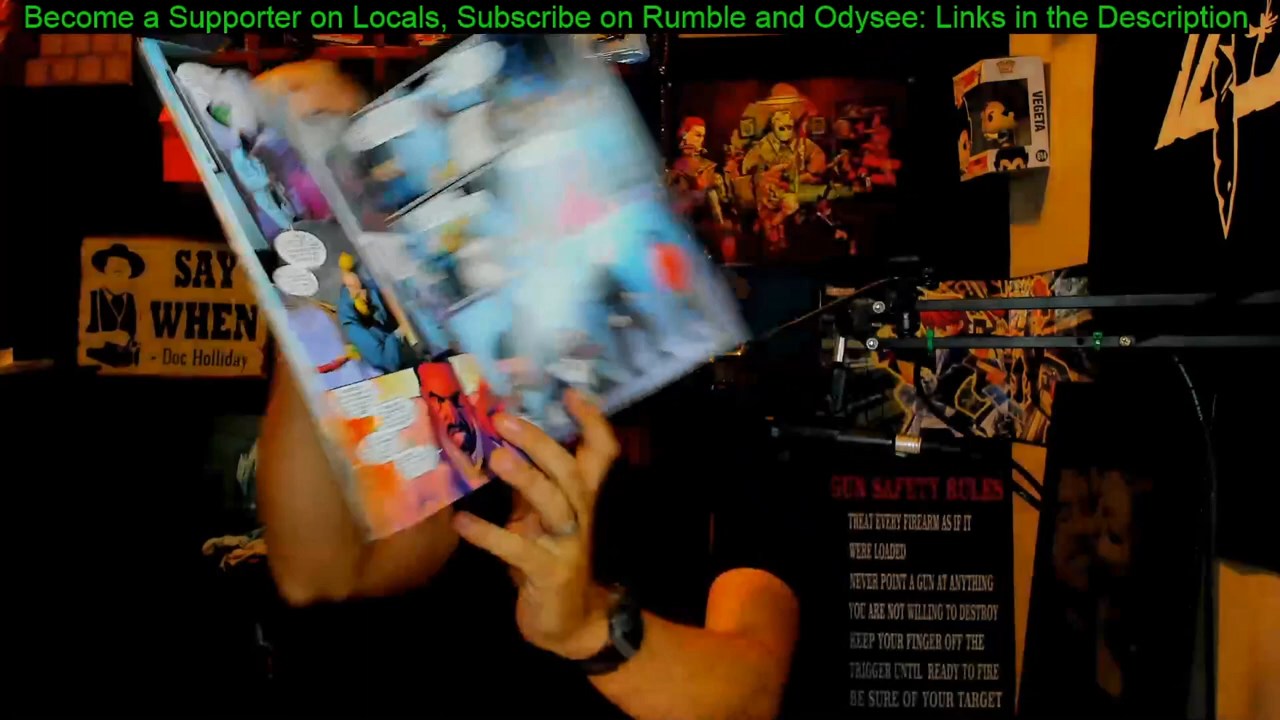 Become a Supporter on Locals, Subscribe on Rumble and Odysee: Links in the Description,
VEGETA
SAY
WHEN
- Doc Holliday
GUN SAFETY RULES
TREAT EVERY FIREARM AS IF IT
WERE LOADED
NEVER POINT A GUN AT ANYTHING
YOU ARE NOT WILLING TO DESTROY
KEEP YOUR FINGER OFF THE
TRIGGER UNTIL READY TO FIRE
BE SURE OF YOUR TARGET